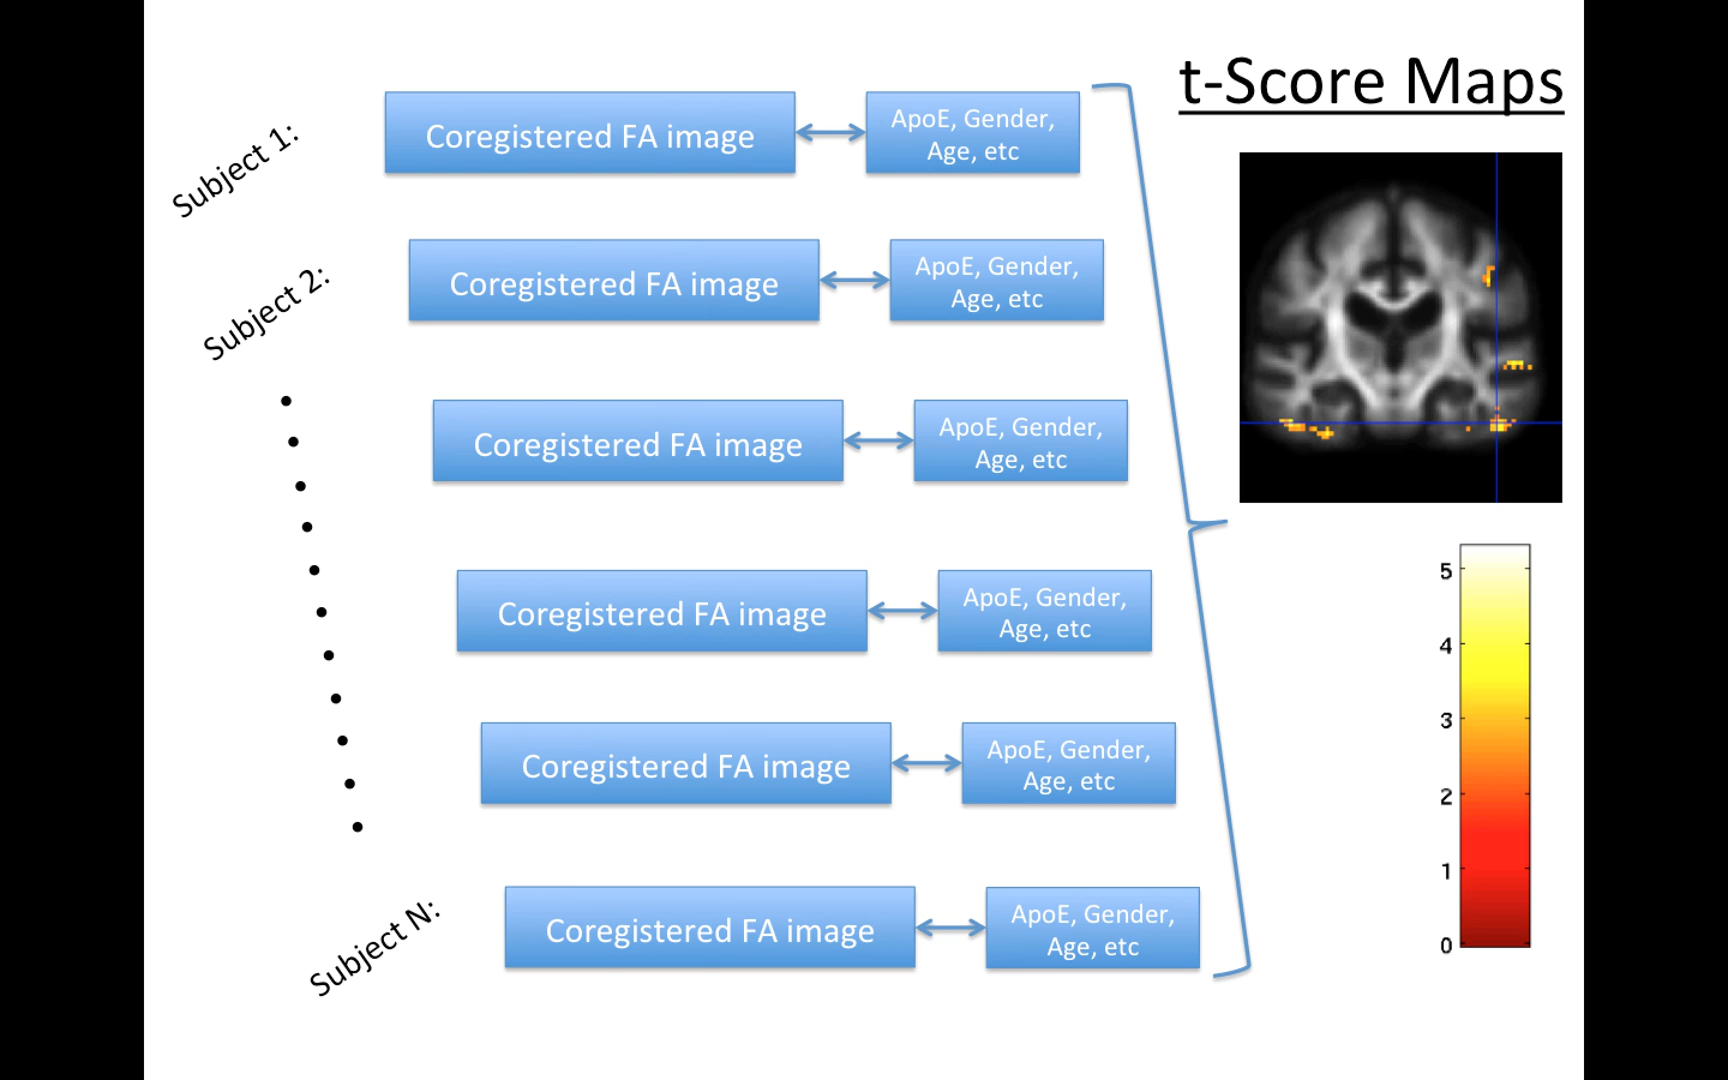 t-Score Maps
Subject 1:
Coregistered FA image
ApoE, Gender,
Age, etc
Subject 2:
Coregistered FA image
ApoE, Gender,
Age, etc
Coregistered FA image
ApoE, Gender,
Age, etc
Coregistered FA image
ApoE, Gender,
Age, etc
Coregistered FA image
ApoE, Gender,
Age, etc
Subject N:
Coregistered FA image
ApoE, Gender,
Age, etc
5
4
3
2
1
0